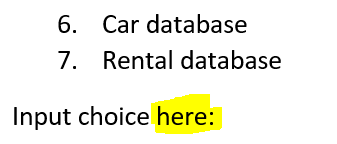 6. Car database
7. Rental database
Input choice here: